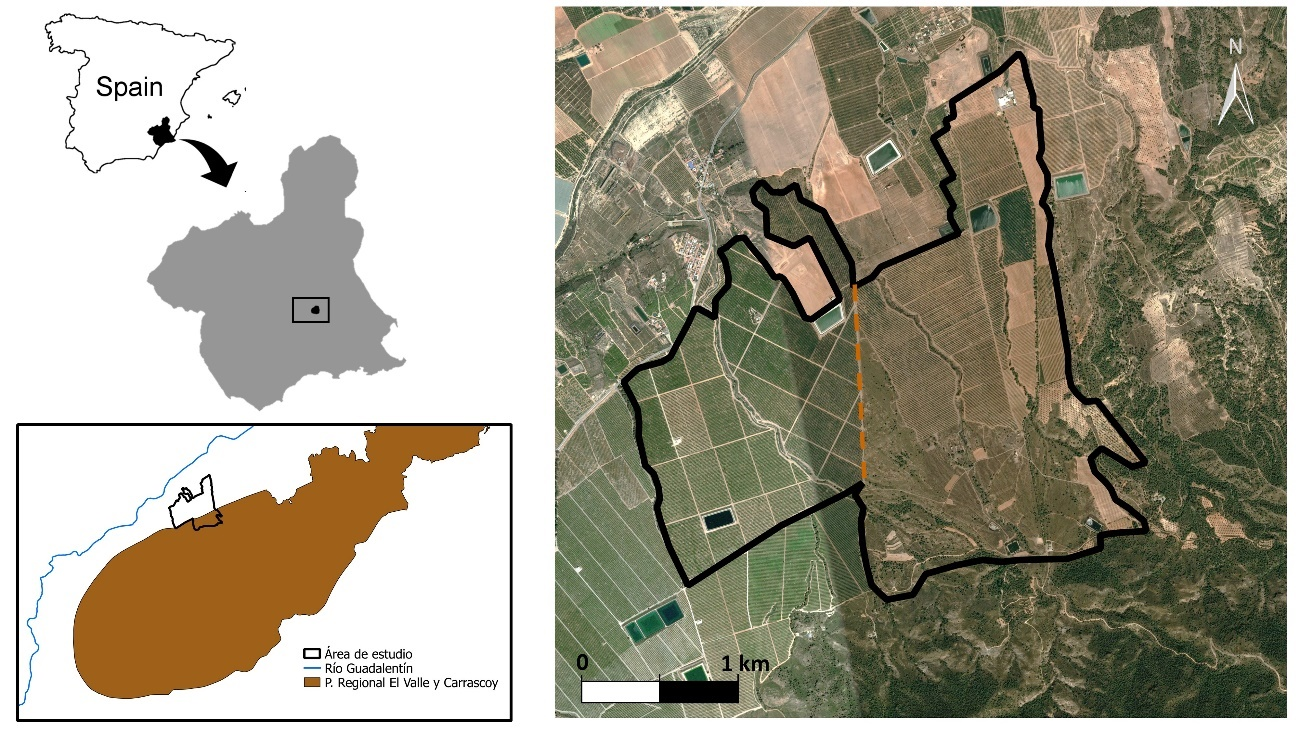 Spain
N
Área de estudio
Río Guadalentín
P. Regional El Valle y Carrascoy
0 1 km